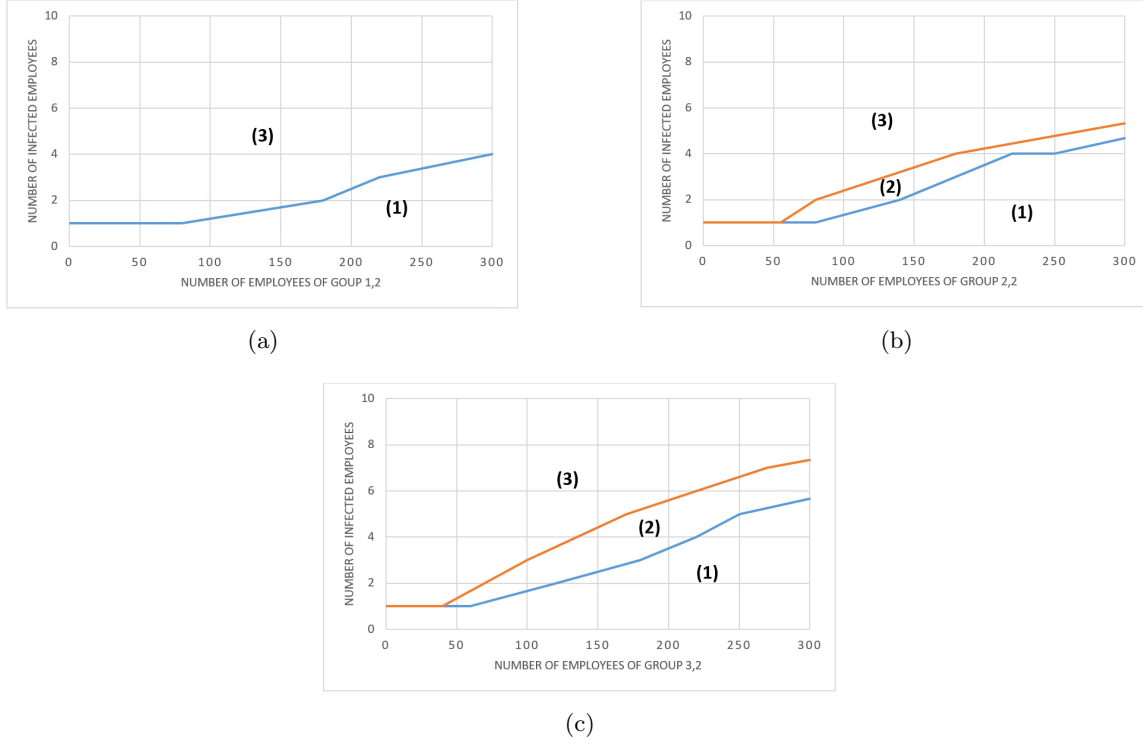 NUMBER OF INFECTED EMPLOYEES
10
8
6
4
2
0
(3)
(1)
0 50 100 150 200 250 300
NUMBER OF EMPLOYEES OF GOUP 1,2
(a)
NUMBER OF INFECTED EMPLOYEES
10
8
6
4
2
0
(3)
(2)
(1)
0 50 100 150 200 250 300
NUMBER OF EMPLOYEES OF GROUP 2,2
(b)
NUMBER OF INFECTED EMPLOYEES
10
8
6
4
2
0
(3)
(2)
(1)
0 50 100 150 200 250 300
NUMBER OF EMPLOYEES OF GROUP 3,2
(c)